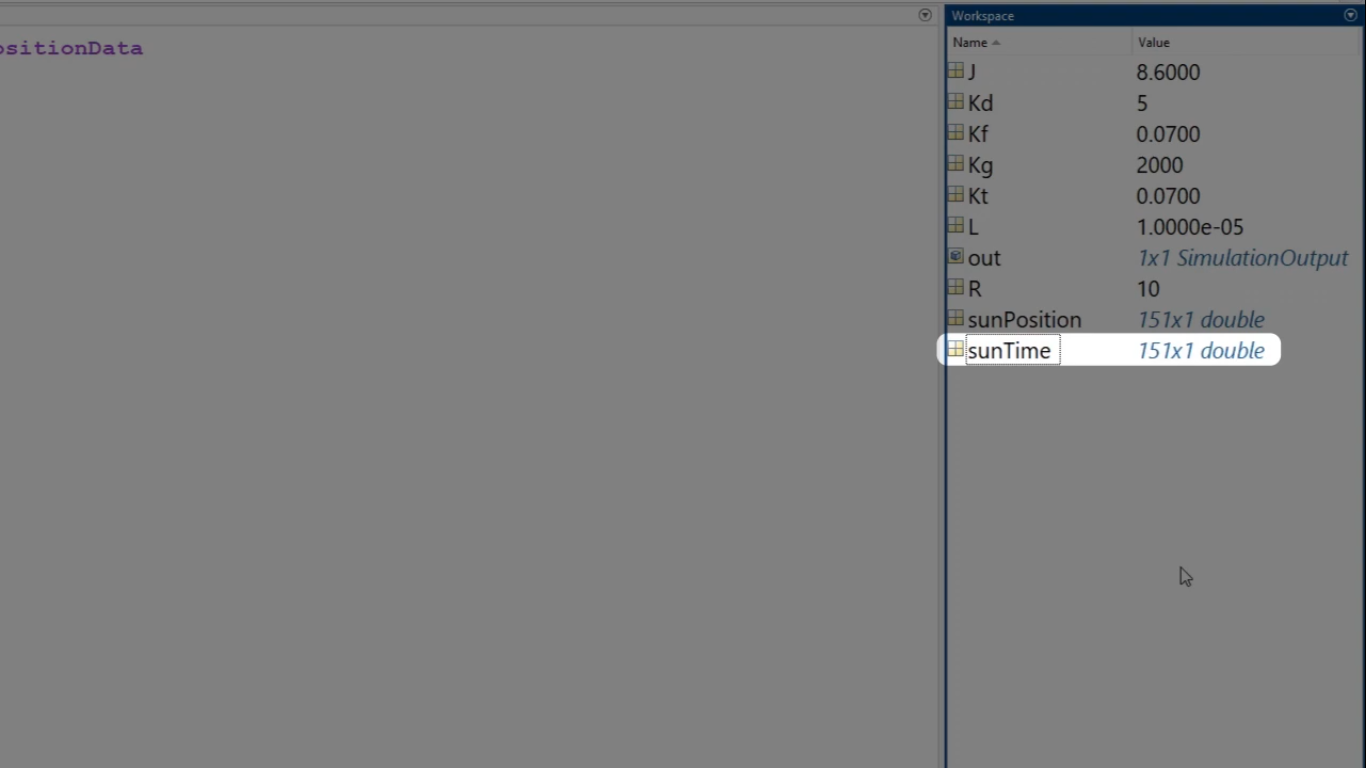 ositionData
Workspace
Name Value
J 8.6000
Kd 5
Kf 0.0700
Kg 2000
Kt 0.0700
L 1.0000e-05
out 1x1 SimulationOutput
R 10
sunPosition 151x1 double
sunTime 151x1 double